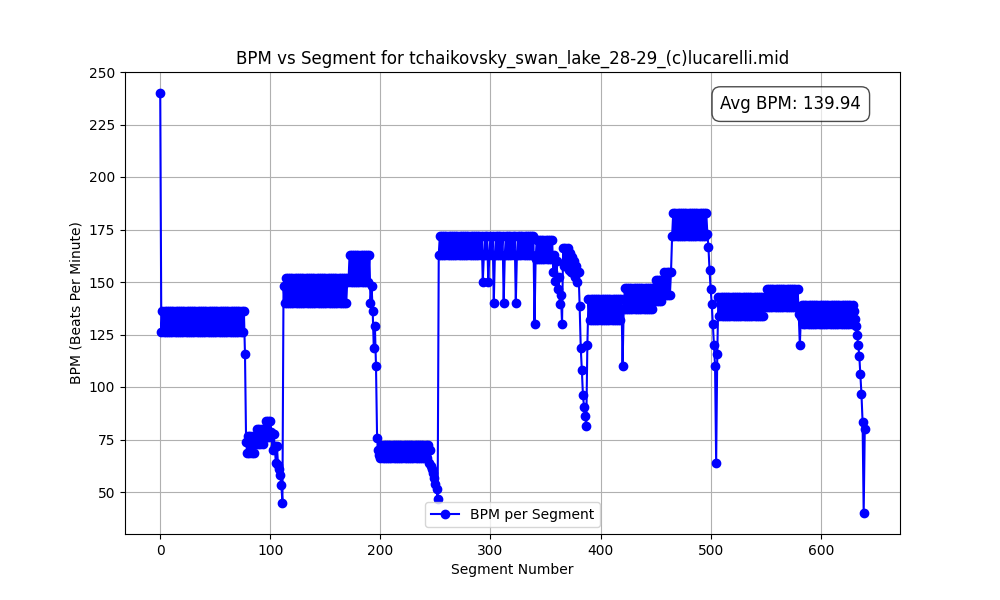 BPM vs Segment for tchaikovsky_swan_lake_28-29_(c)lucarelli.mid
Avg BPM: 139.94
BPM (Beats Per Minute)
250
225
200
175
150
125
100
75
50
BPM per Segment
0 100 200 300 400 500 600
Segment Number